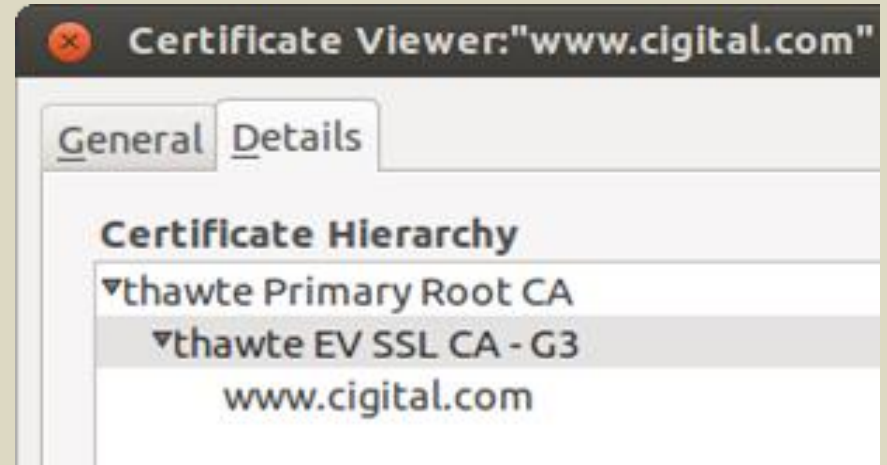 Certificate Viewer:"www.cigital.com"
General Details
Certificate Hierarchy
thawte Primary Root CA
thawte EV SSL CA - G3
www.cigital.com